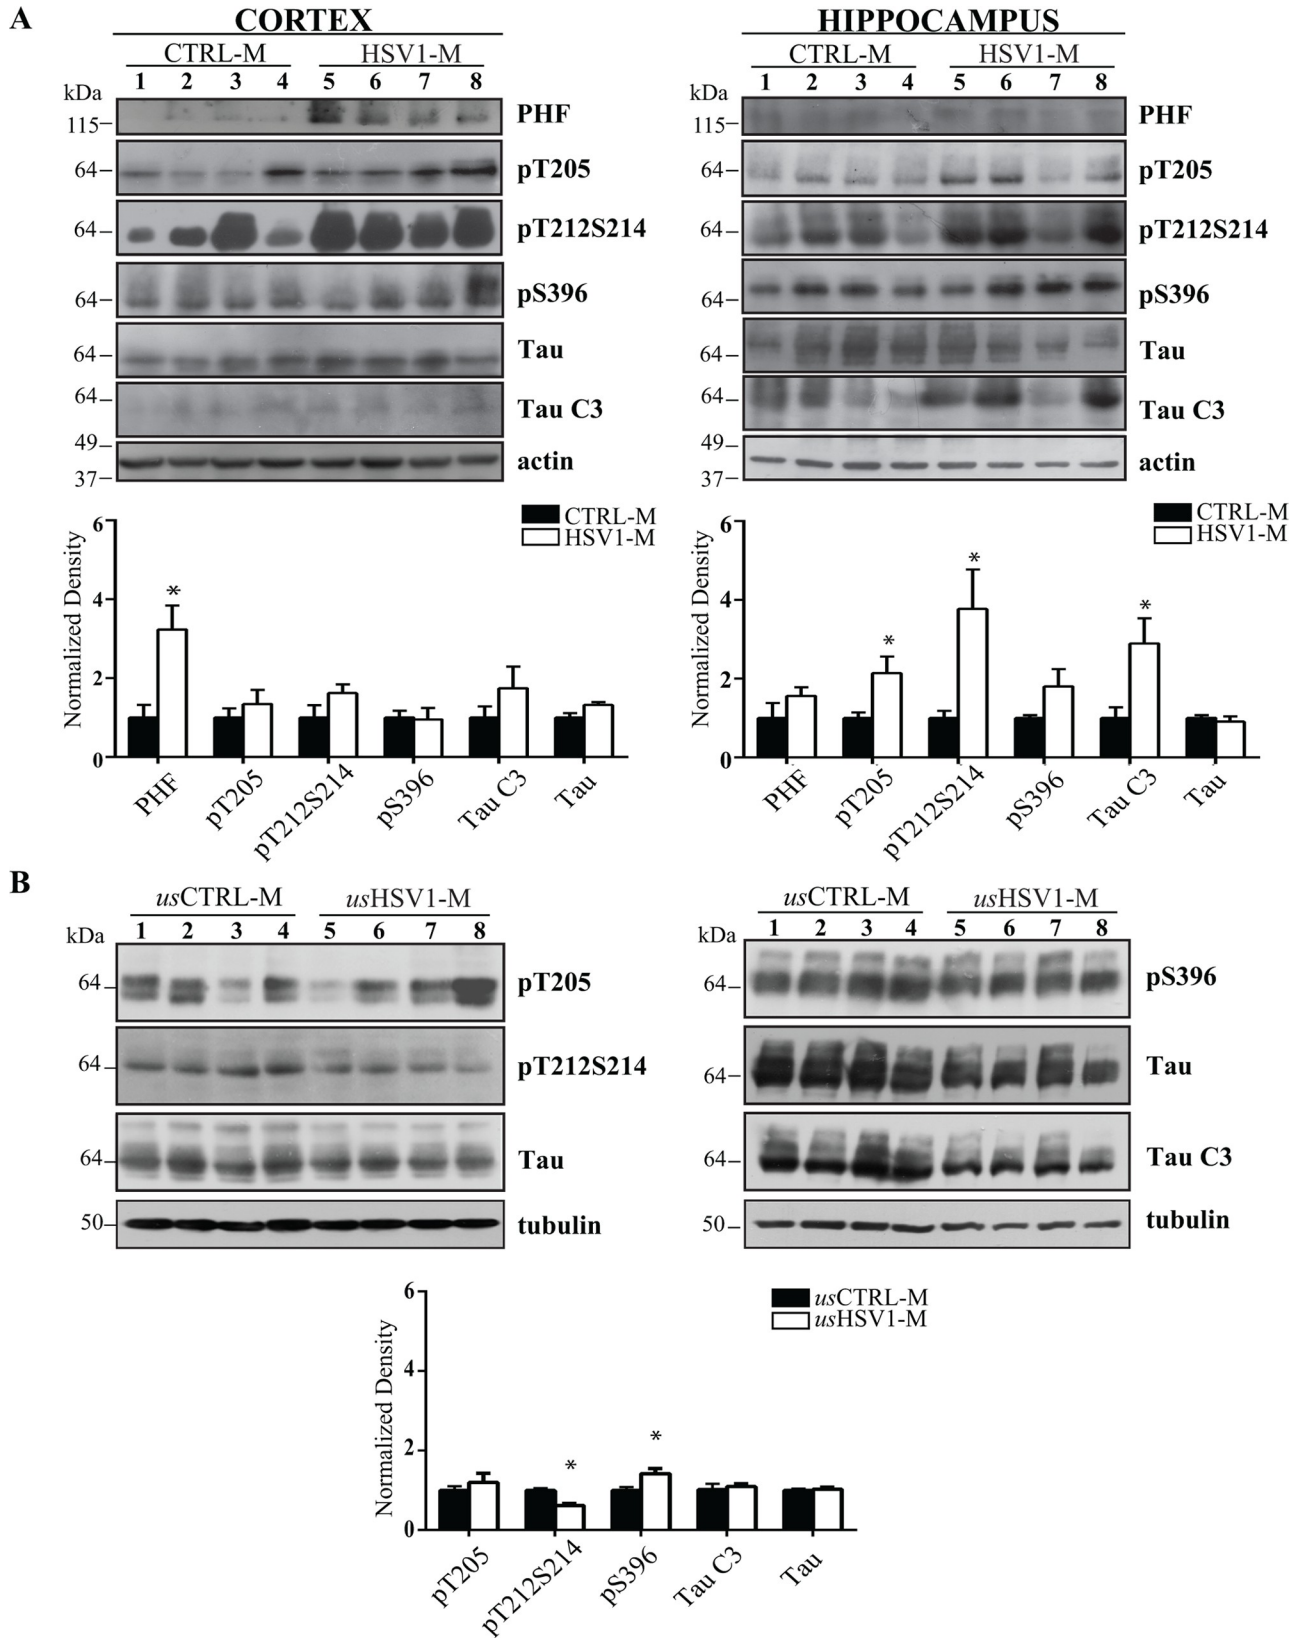 A
CORTEX
CTRL-M HSV1-M
1 2 3 4 5 6 7 8
kDa
115 PHF
64 pT205
64 pT212S214
64 pS396
64 Tau
64 Tau C3
49
37 actin
HIPPOCAMPUS
CTRL-M HSV1-M
1 2 3 4 5 6 7 8
kDa
115 PHF
64 pT205
64 pT212S214
64 pS396
64 Tau
64 Tau C3
49
37 actin
CTRL-M
HSV1-M
Normalized Density
6
4
2
0
*
PHF pT205 pT212S214 pS396 Tau C3 Tau
CTRL-M
HSV1-M
Normalized Density
6
4
2
0
* * *
PHF pT205 pT212S214 pS396 Tau C3 Tau
B
usCTRL-M usHSV1-M
1 2 3 4 5 6 7 8
kDa
64 pT205
64 pT212S214
64 Tau
50 tubulin
usCTRL-M usHSV1-M
1 2 3 4 5 6 7 8
kDa
64 pS396
64 Tau
64 Tau C3
50 tubulin
usCTRL-M
usHSV1-M
Normalized Density
6
4
2
0
* *
pT205 pT212S214 pS396 Tau C3 Tau